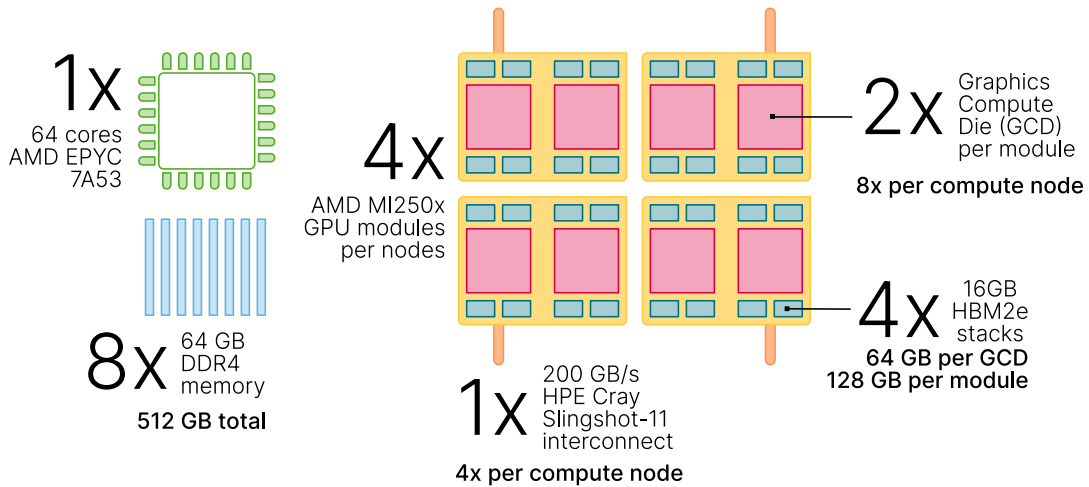 1x
64 cores
AMD EPYC
7A53
8x
64 GB
DDR4
memory
512 GB total
4x
AMD MI250x
GPU modules
per nodes
1x
200 GB/s
HPE Cray
Slingshot-11
interconnect
4x per compute node
2x
Graphics
Compute
Die (GCD)
per module
8x per compute node
4x
16GB
HBM2e
stacks
64 GB per GCD
128 GB per module